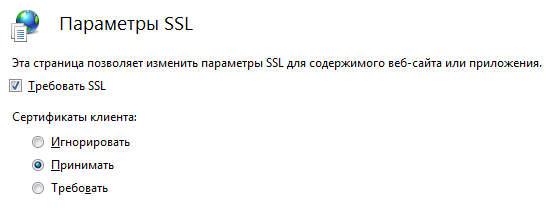 Параметры SSL
Эта страница позволяет изменить параметры SSL для содержимого веб-сайта или приложения.
Требовать SSL
Сертификаты клиента:
Игнорировать
Принимать
Требовать